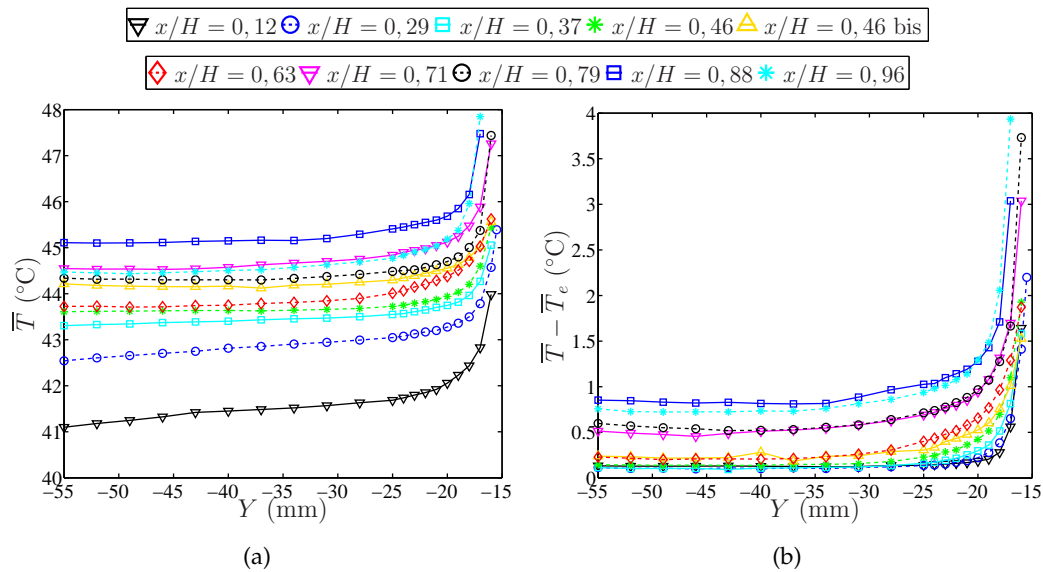 x/H = 0, 12 x/H = 0, 29 x/H = 0, 37 x/H = 0, 46 x/H = 0, 46 bis
x/H = 0, 63 x/H = 0, 71 x/H = 0, 79 x/H = 0, 88 x/H = 0, 96
48
47
46
45
44
43
42
41
40
T̅ (°C)
−55 −50 −45 −40 −35 −30 −25 −20 −15
Y (mm)
(a)
4
3.5
3
2.5
2
1.5
1
0.5
0
T̅ − T̅e (°C)
−55 −50 −45 −40 −35 −30 −25 −20 −15
Y (mm)
(b)